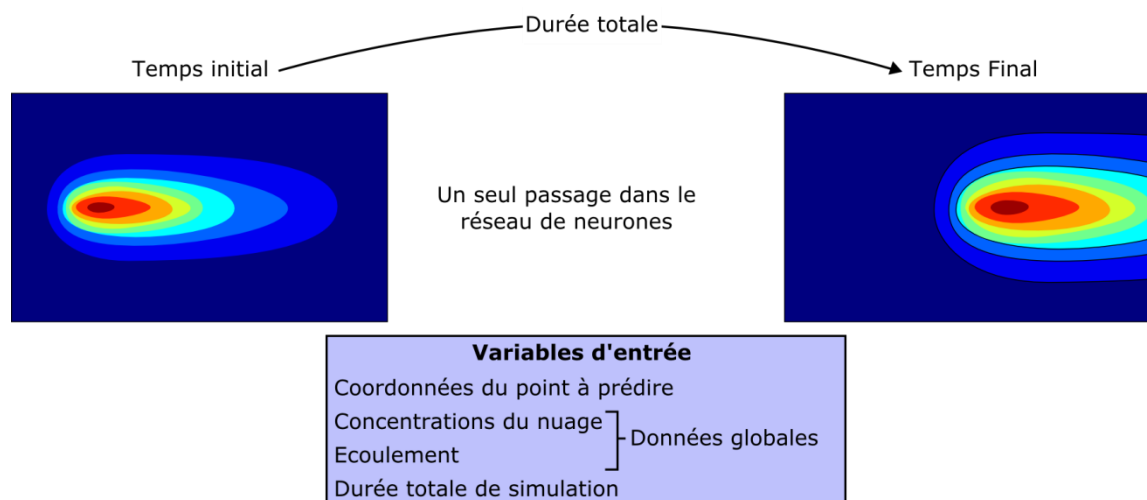 Durée totale
Temps initial
Temps Final
Un seul passage dans le
réseau de neurones
Variables d'entrée
Coordonnées du point à prédire
Concentrations du nuage
Données globales
Ecoulement
Durée totale de simulation